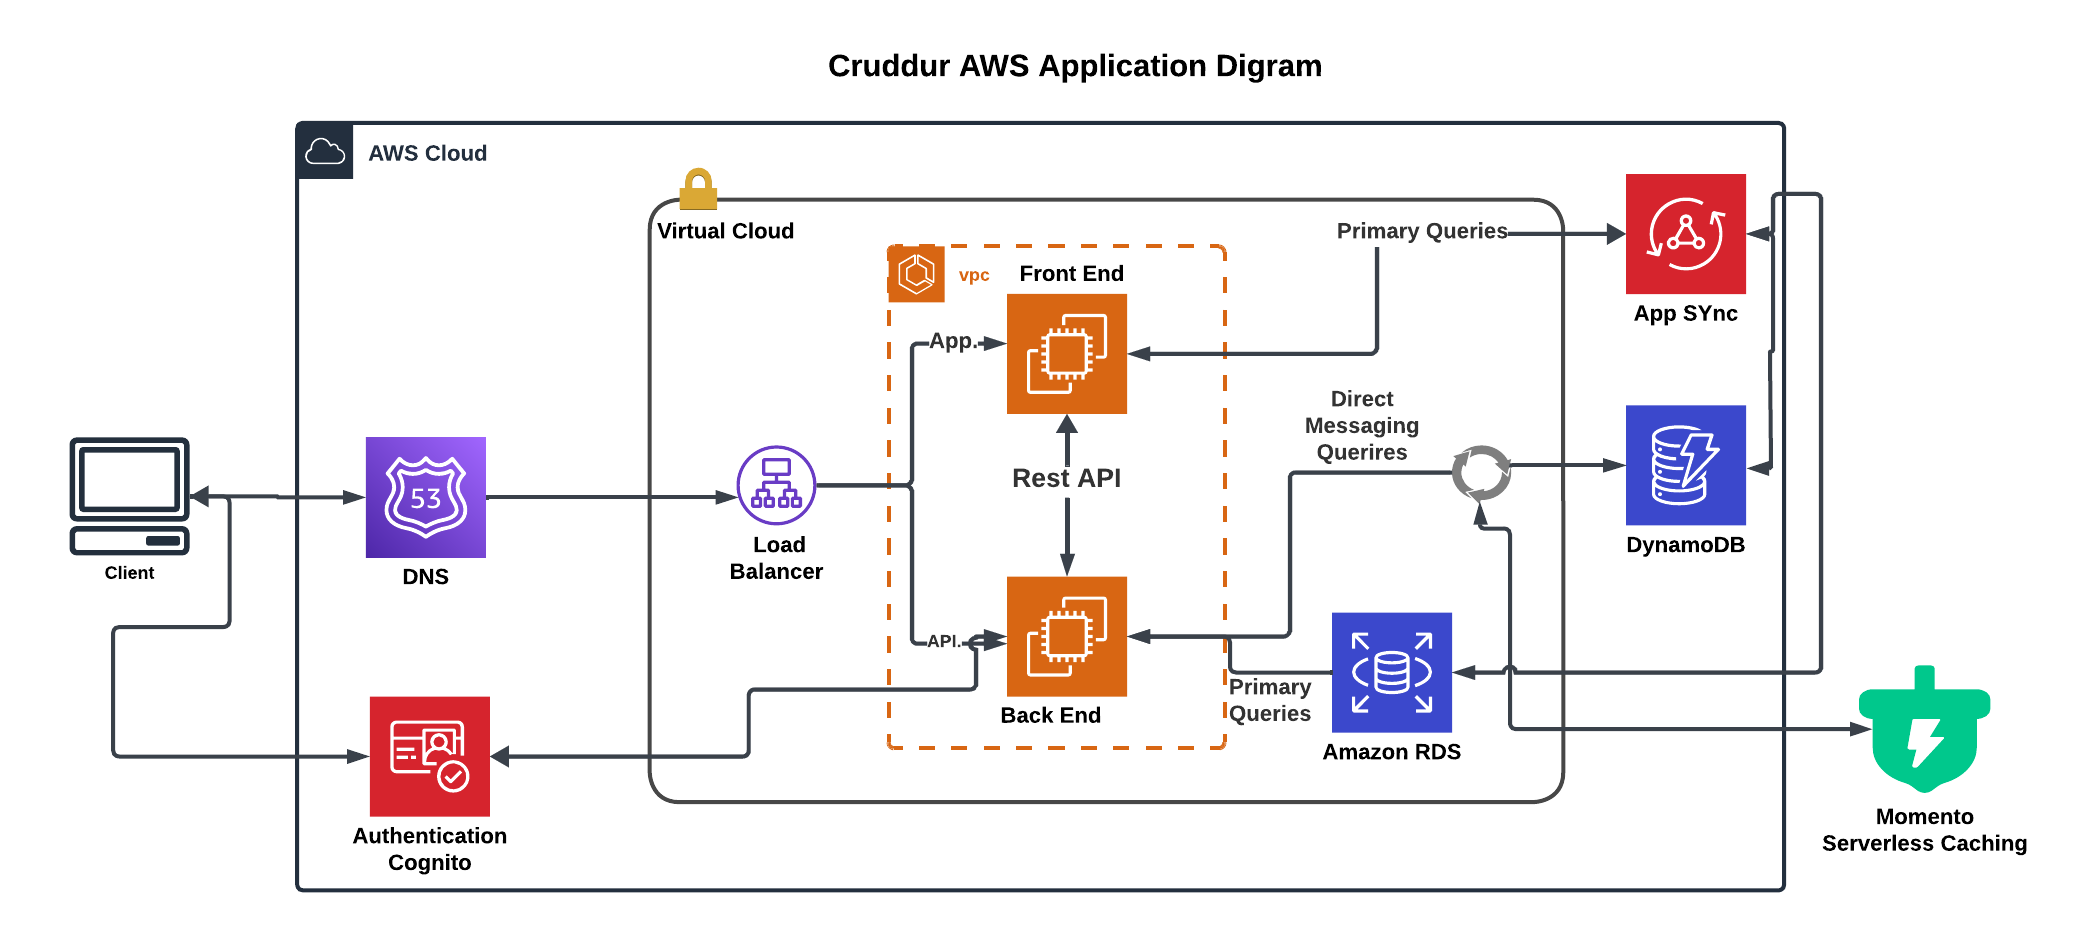 Cruddur AWS Application Digram
AWS Cloud
Virtual Cloud
Primary Queries
vpc
Front End
App SYnc
App.
Direct
Messaging
Querires
Rest API
53
Load
Balancer
DynamoDB
Client
DNS
API.
Primary
Queries
Back End
Amazon RDS
Momento
Serverless Caching
Authentication
Cognito